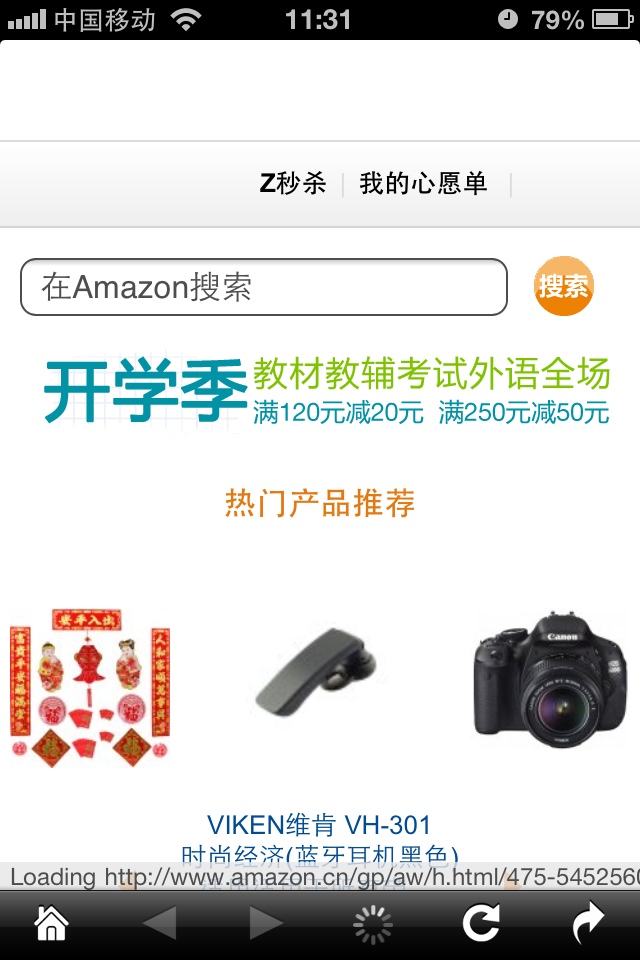 中国移动 11:31 79%
Z秒杀 我的心愿单
在Amazon搜索 搜索
开学季
教材教辅考试外语全场
满120元减20元 满250元减50元
热门产品推荐
出入平安
富贵平安福满堂
人和家顺万事兴
Canon
VIKEN维肯 VH-301
时尚经济(蓝牙耳机黑色)
Loading http://www.amazon.cn/gp/aw/h.html/475-5452560